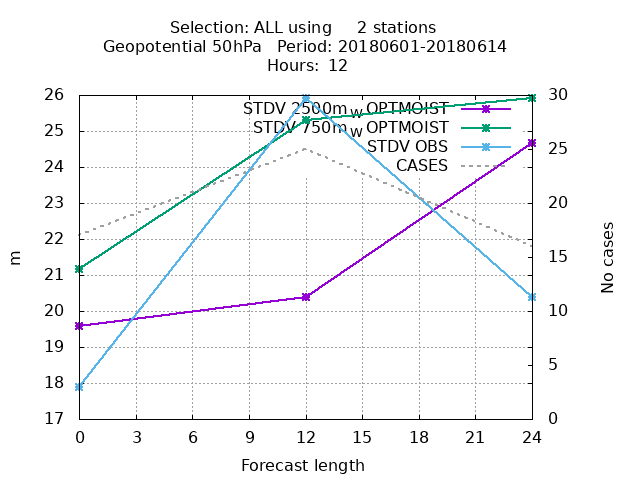 Selection: ALL using     2 stations
Geopotential 50hPa   Period: 20180601-20180614
Hours: 12
STDV 2500m_W OPTMOIST
STDV 750m_W OPTMOIST
STDV OBS
CASES
26
25
24
23
22
21
20
19
18
17
m
30
25
20
15
10
5
0
No cases
0 3 6 9 12 15 18 21 24
Forecast length